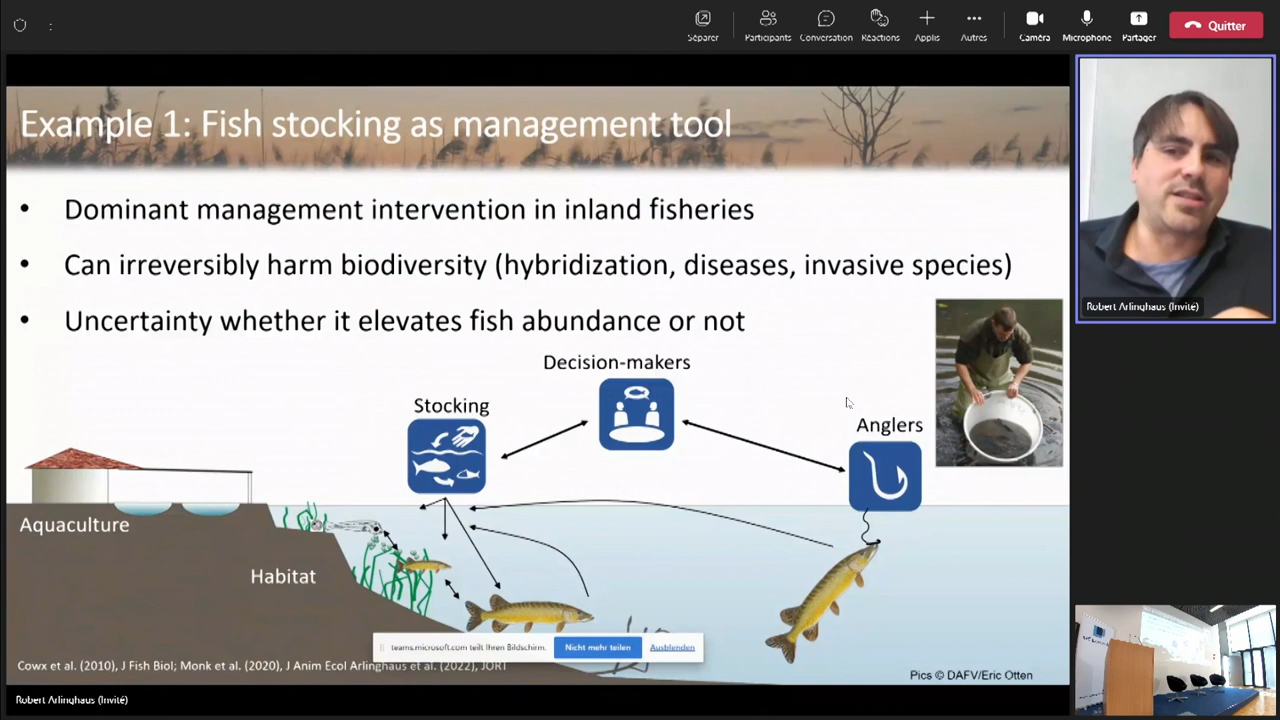 Séparer
Participants
Conversation
Réactions
Applis
Autres
Caméra
Microphone
Partager
Quitter
Example 1: Fish stocking as management tool
• Dominant management intervention in inland fisheries
• Can irreversibly harm biodiversity (hybridization, diseases, invasive species)
• Uncertainty whether it elevates fish abundance or not
Robert Arlinghaus (Invité)
Decision-makers
Stocking
Anglers
Aquaculture
Habitat
teams.microsoft.com teilt Ihren Bildschirm.
Nicht mehr teilen
Ausblenden
Cowx et al. (2010), J Fish Biol; Monk et al. (2020), J Anim Ecol Arlinghaus et al. (2022), JORT
Pics © DAFV/Eric Otten
Robert Arlinghaus (Invité)